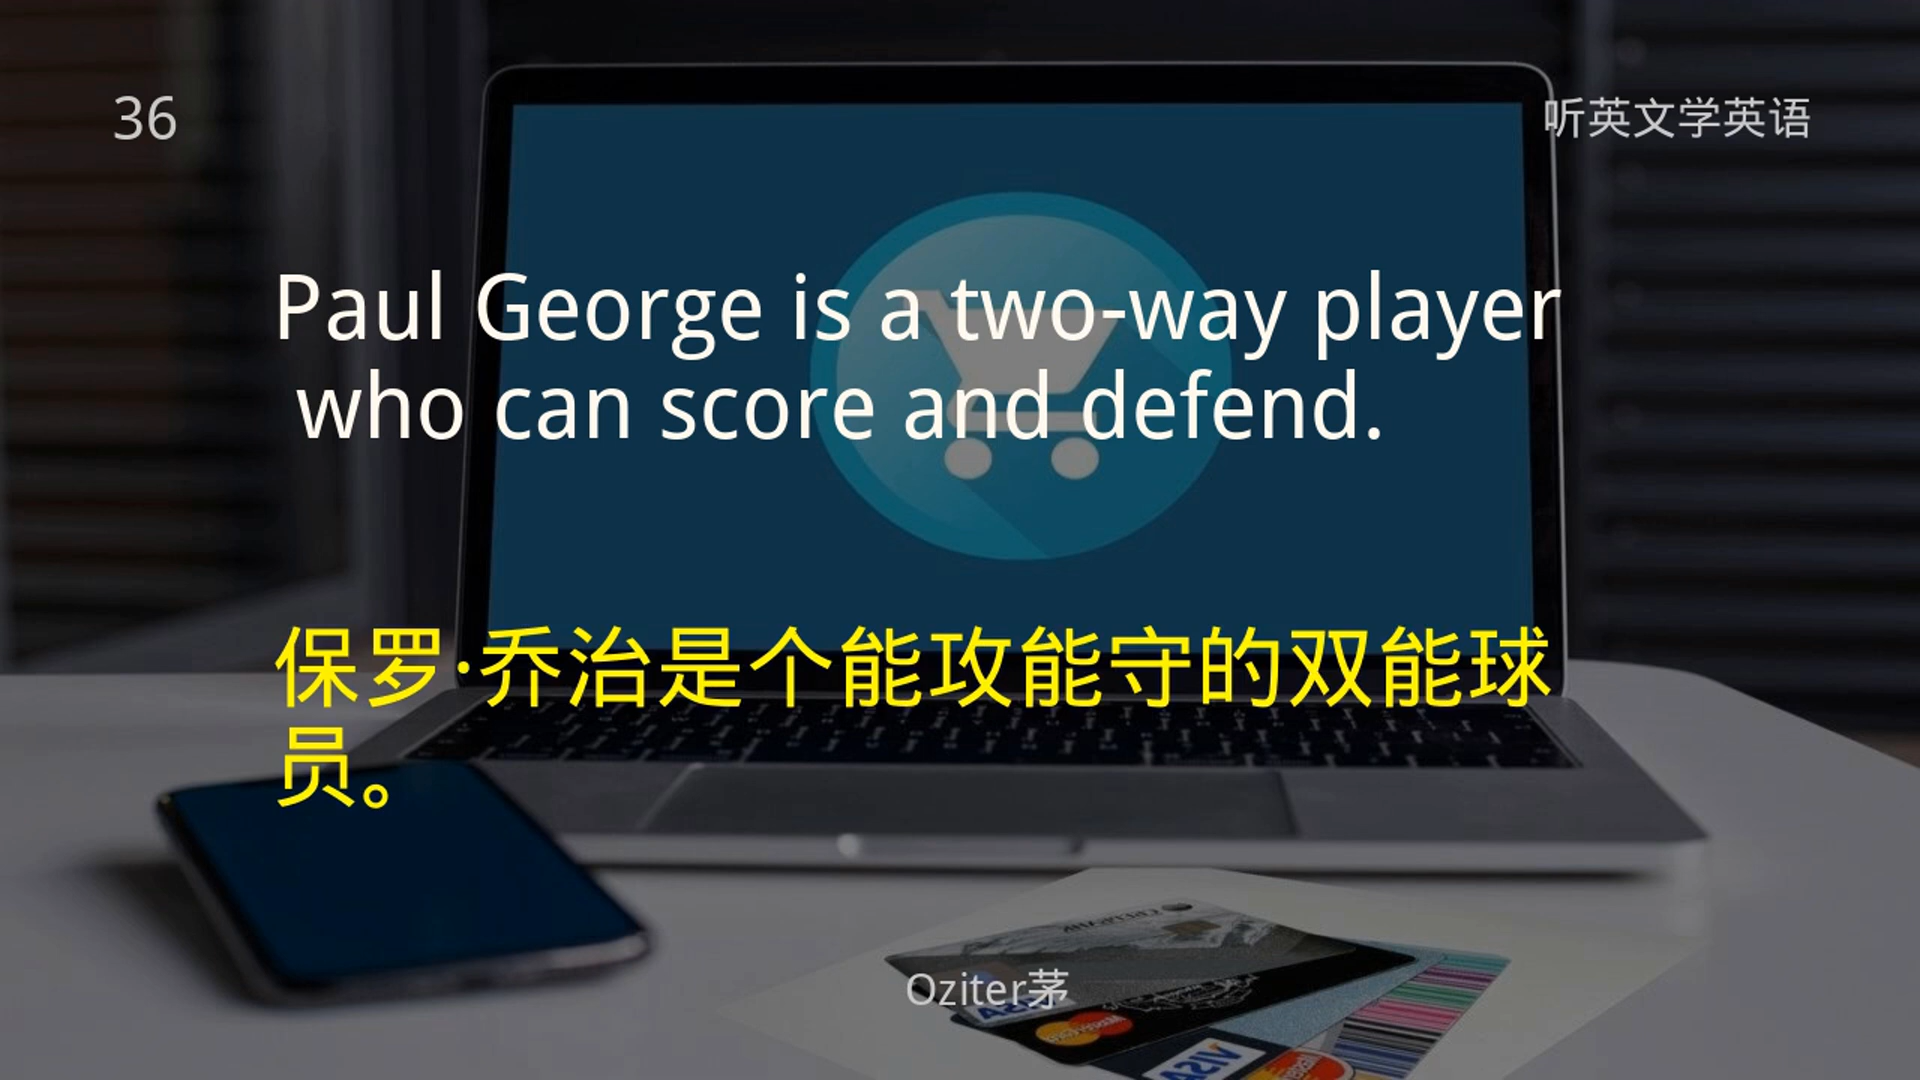 36
听英文学英语
Paul George is a two-way player
who can score and defend.
保罗·乔治是个能攻能守的双能球
员。
Oziter茅
VISA